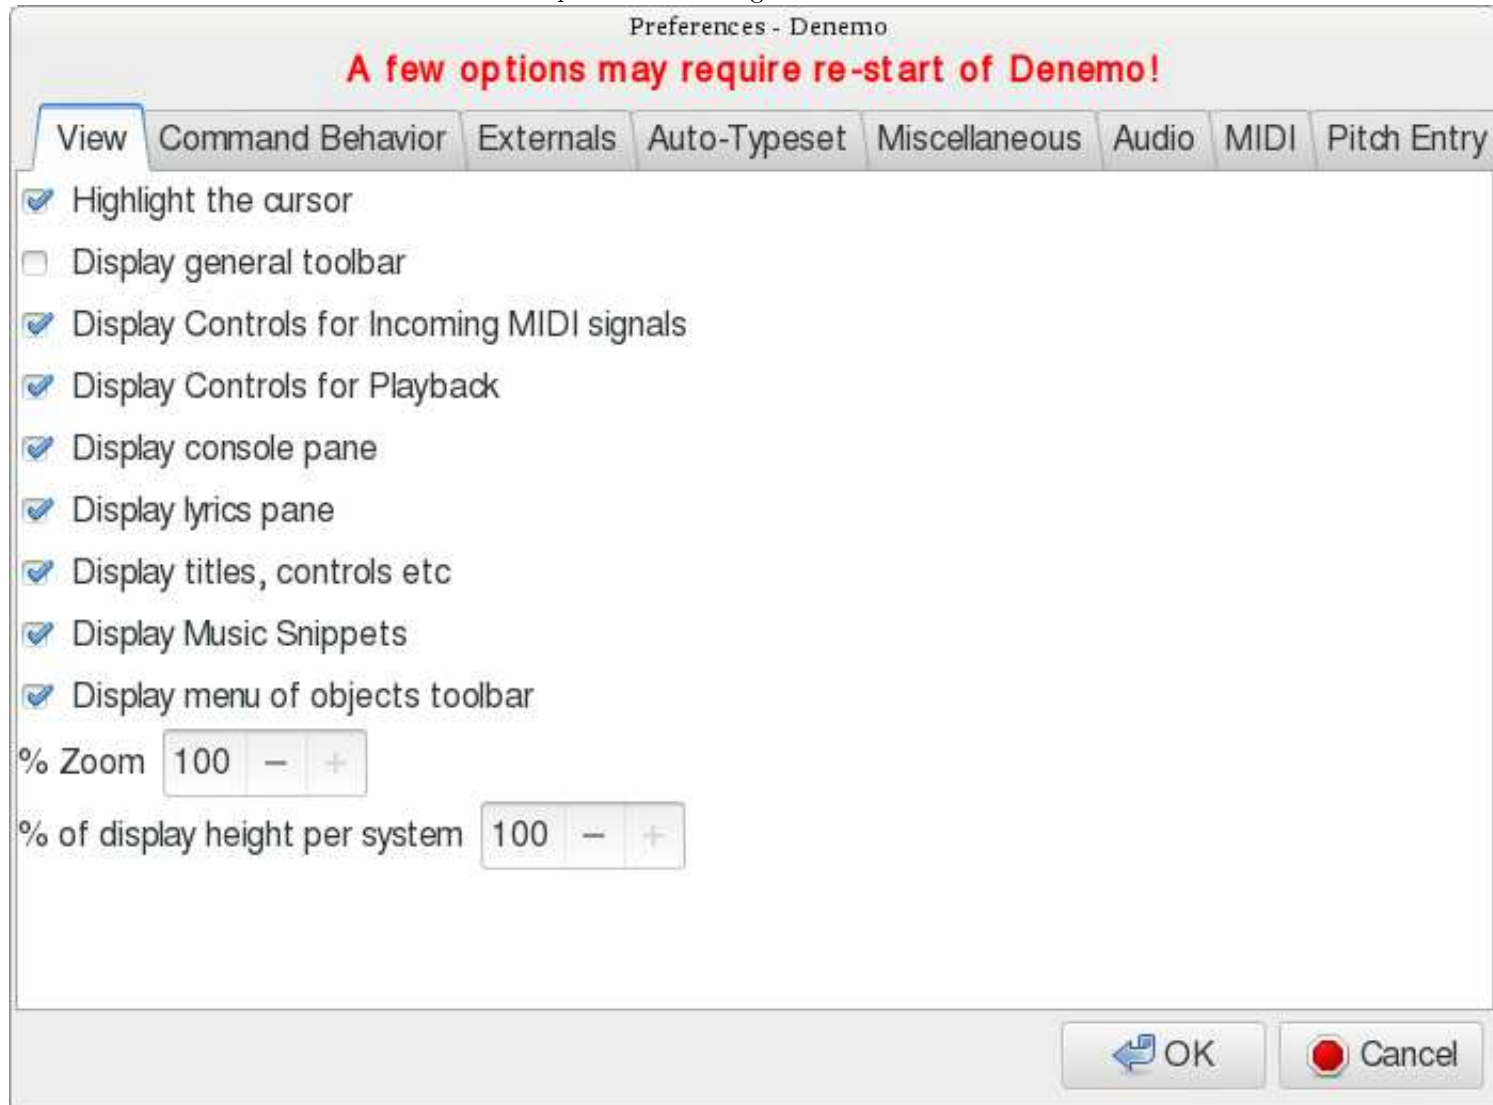 Preferences - Denemo
A few options may require re-start of Denemo!
View Command Behavior Externals Auto-Typeset Miscellaneous Audio MIDI Pitch Entry
Highlight the cursor
Display general toolbar
Display Controls for Incoming MIDI signals
Display Controls for Playback
Display console pane
Display lyrics pane
Display titles, controls etc
Display Music Snippets
Display menu of objects toolbar
% Zoom 100 − +
% of display height per system 100 − +
OK Cancel